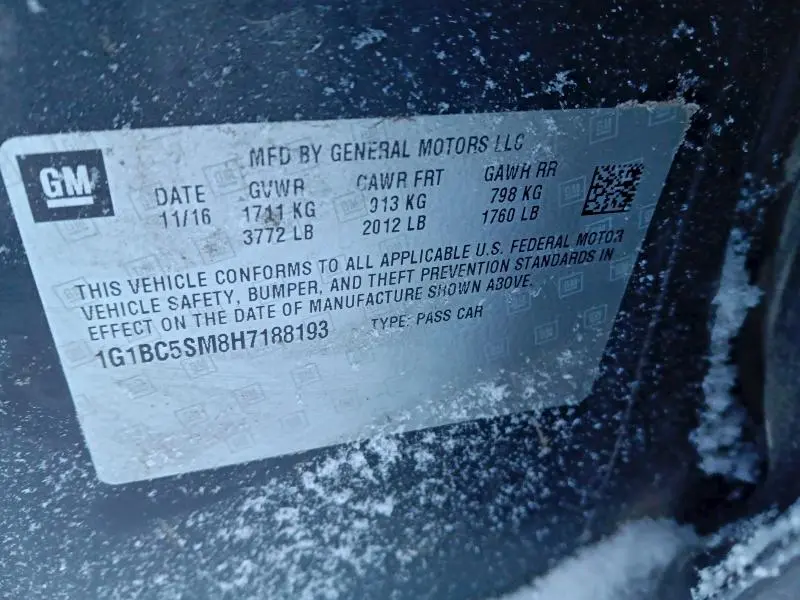 MFD BY GENERAL MOTORS LLC
GM
DATE GVWR GAWR FRT GAWR RR
11/16 1711 KG 913 KG 798 KG
3772 LB 2012 LB 1760 LB
THIS VEHICLE CONFORMS TO ALL APPLICABLE U.S. FEDERAL MOTOR
VEHICLE SAFETY, BUMPER, AND THEFT PREVENTION STANDARDS IN
EFFECT ON THE DATE OF MANUFACTURE SHOWN ABOVE.
1G1BC5SM8H7188193 TYPE: PASS CAR